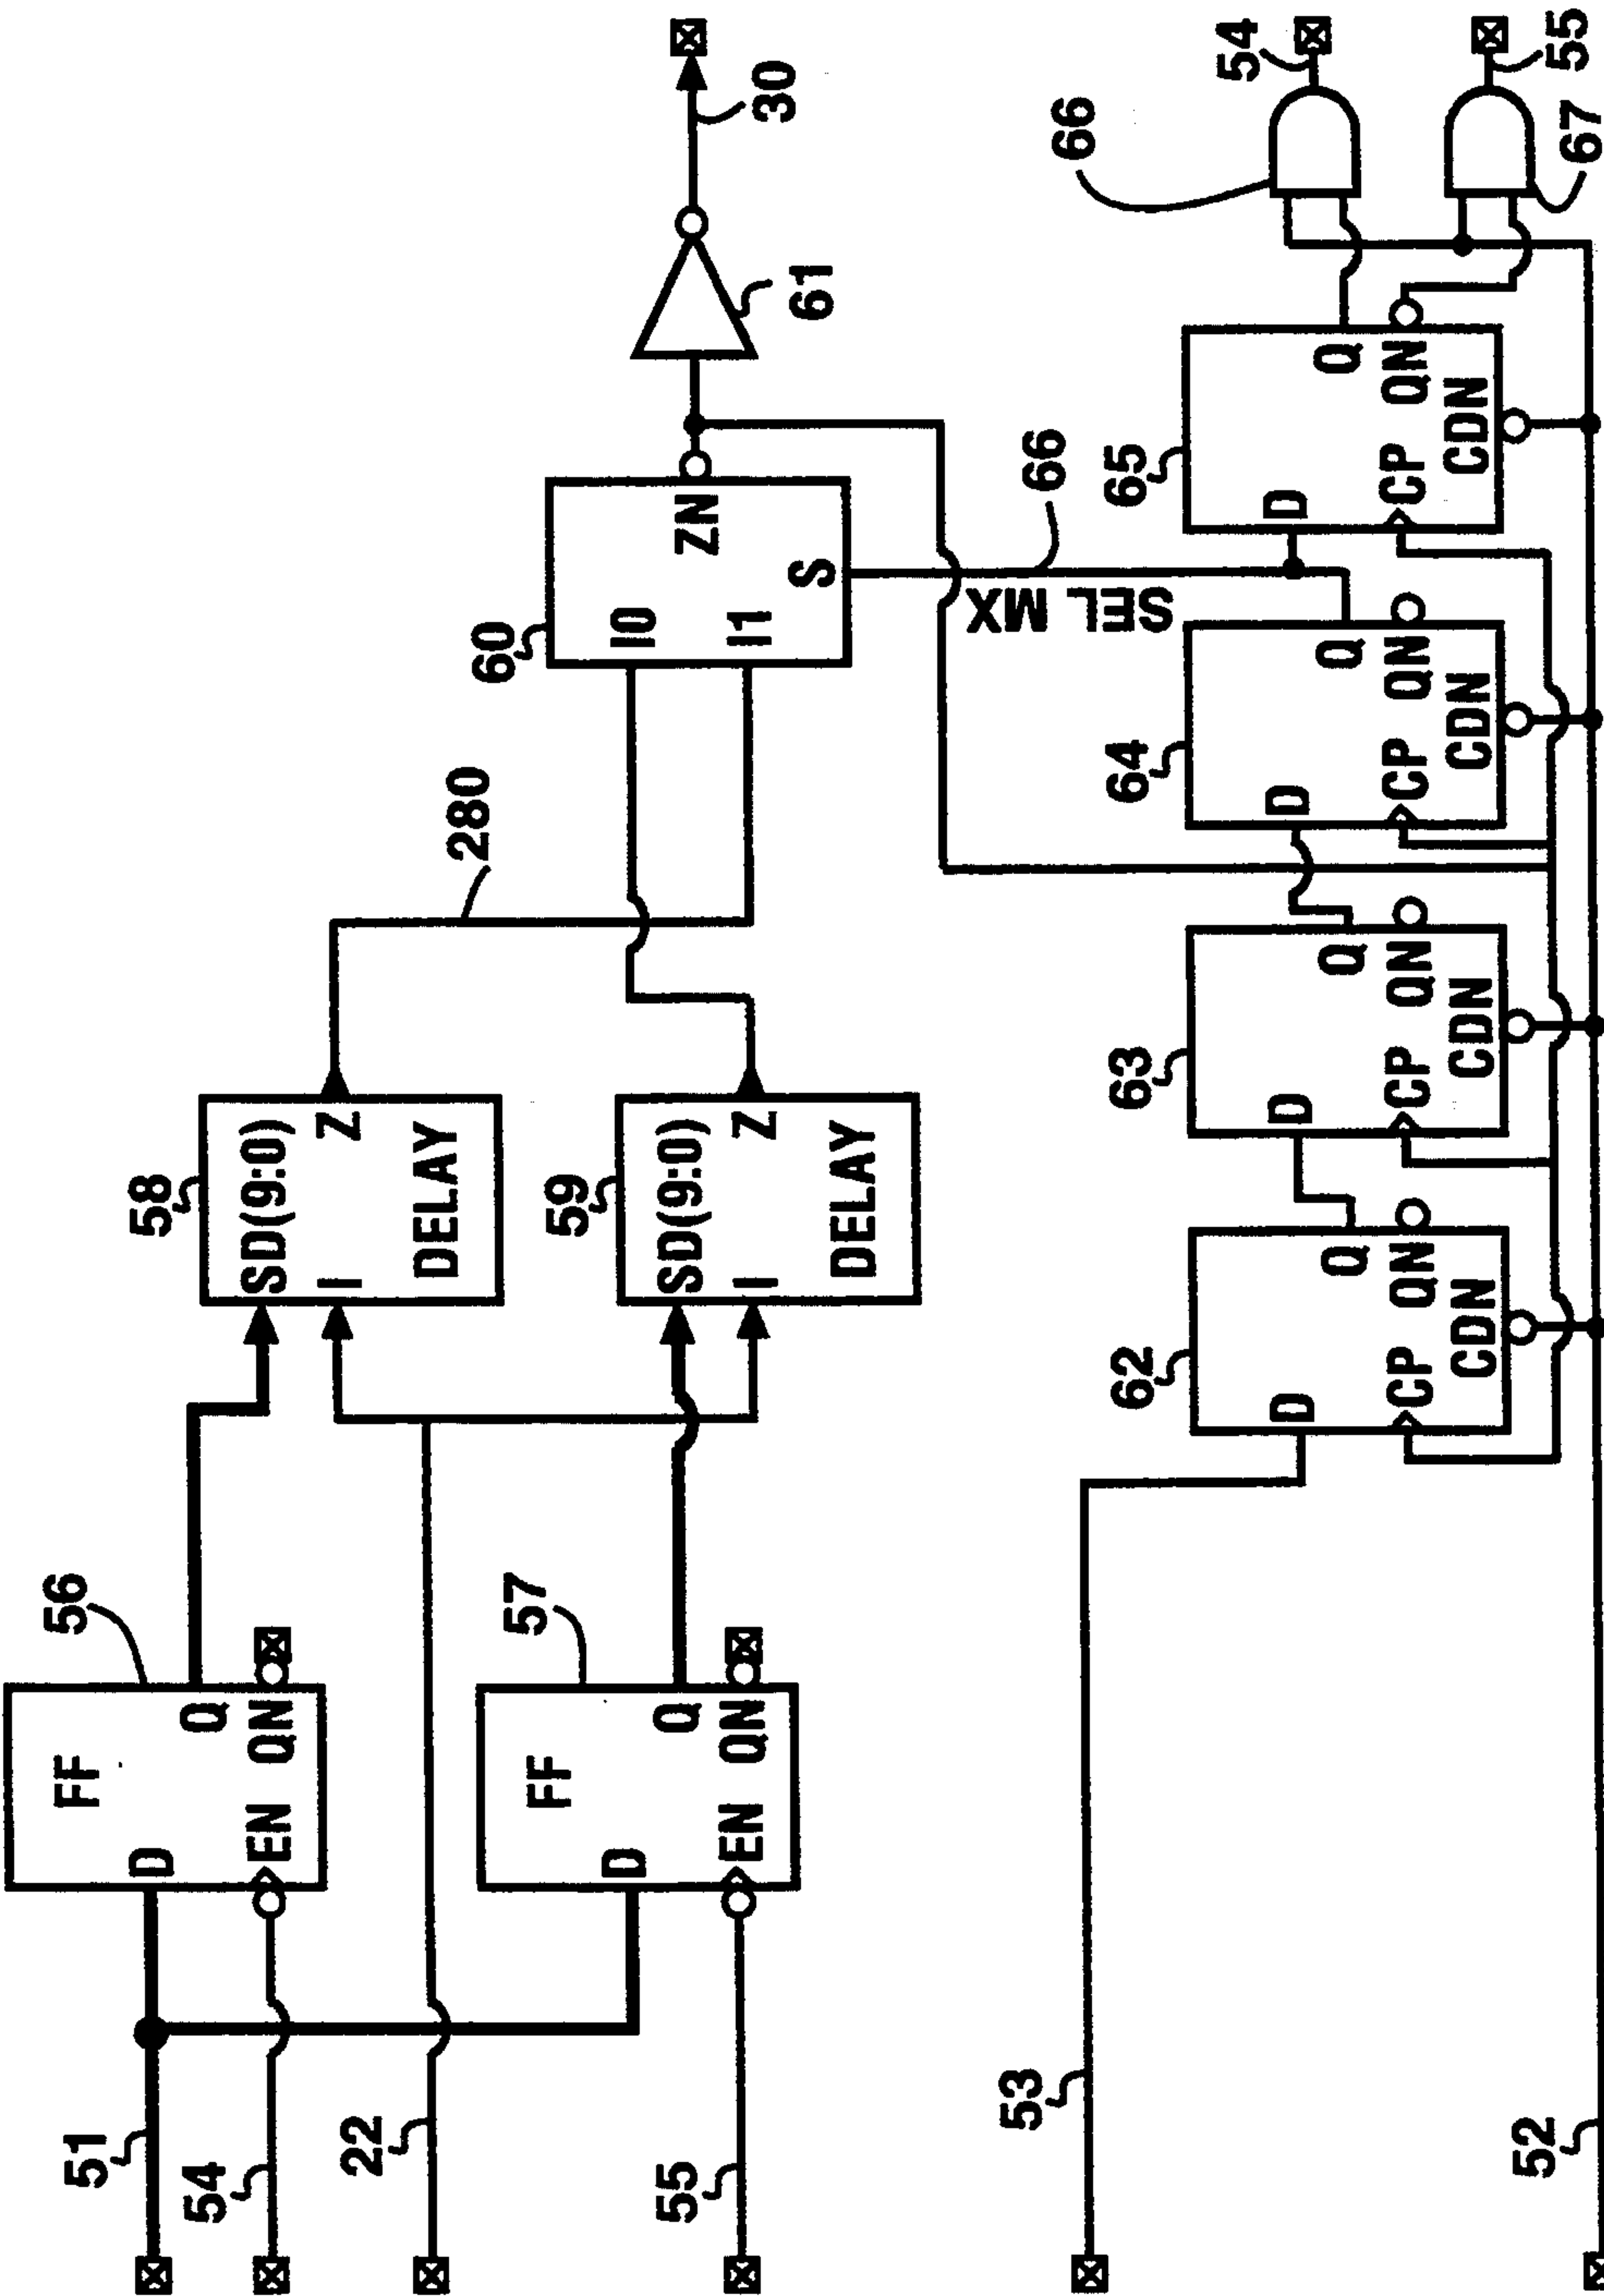 51
54
22
55
53
52
56
FF
D
Q
EN QN
57
FF
D
Q
EN QN
58
SD(9:0)
I Z
DELAY
59
SD(9:0)
I Z
DELAY
280
60
I0
I1
ZN
S
61
30
SEL MX
66
62
D
Q
CP QN
CDN
63
D
Q
CP QN
CDN
64
D
Q
CP QN
CDN
65
D
Q
CP QN
CDN
66
54
55
67